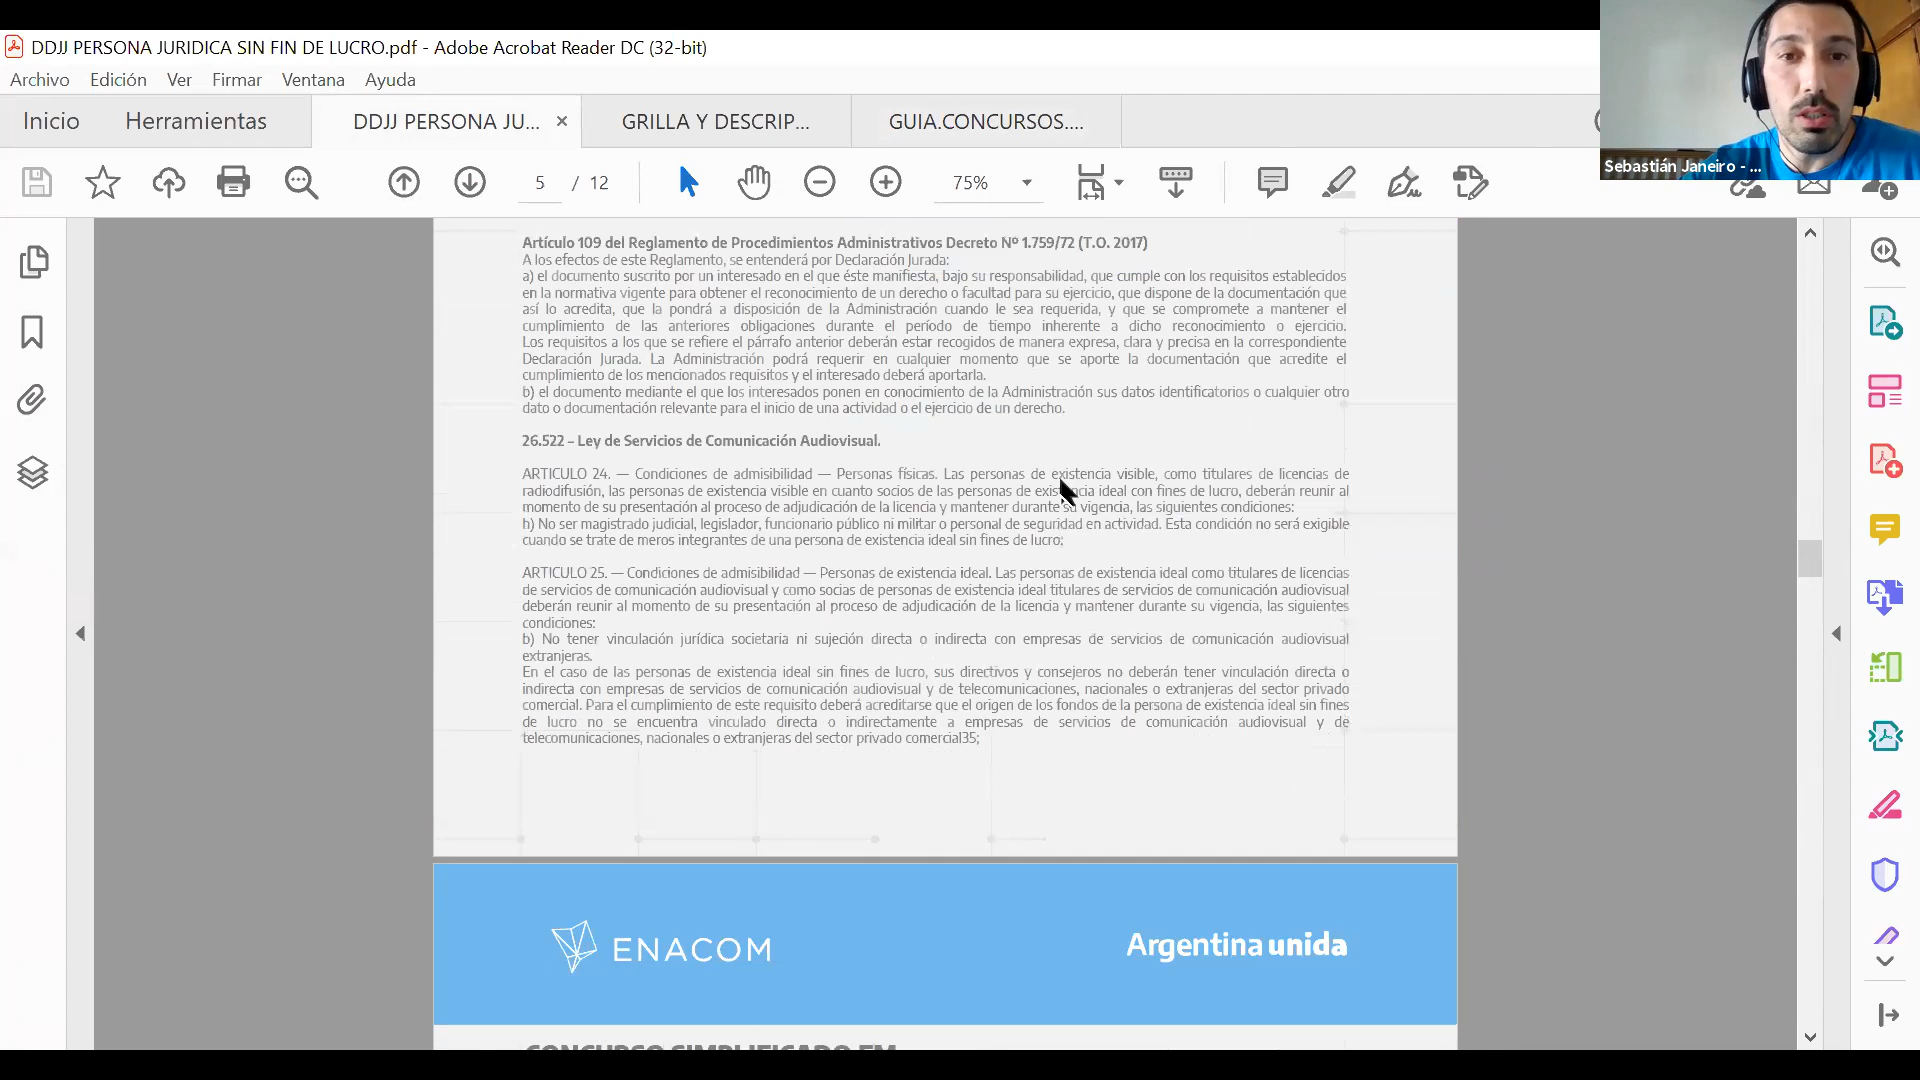 DDJJ PERSONA JURIDICA SIN FIN DE LUCRO.pdf - Adobe Acrobat Reader DC (32-bit)
Archivo Edición Ver Firmar Ventana Ayuda
Inicio Herramientas DDJJ PERSONA JU... × GRILLA Y DESCRIP... GUIA.CONCURSOS....
5 / 12 75%
Sebastián Janeiro - ...
Artículo 109 del Reglamento de Procedimientos Administrativos Decreto Nº 1.759/72 (T.O. 2017)
A los efectos de este Reglamento, se entenderá por Declaración Jurada:
a) el documento suscrito por un interesado en el que éste manifiesta, bajo su responsabilidad, que cumple con los requisitos establecidos
en la normativa vigente para obtener el reconocimiento de un derecho o facultad para su ejercicio, que dispone de la documentación que
así lo acredita, que la pondrá a disposición de la Administración cuando le sea requerida, y que se compromete a mantener el
cumplimiento de las anteriores obligaciones durante el período de tiempo inherente a dicho reconocimiento o ejercicio.
Los requisitos a los que se refiere el párrafo anterior deberán estar recogidos de manera expresa, clara y precisa en la correspondiente
Declaración Jurada. La Administración podrá requerir en cualquier momento que se aporte la documentación que acredite el
cumplimiento de los mencionados requisitos y el interesado deberá aportarla.
b) el documento mediante el que los interesados ponen en conocimiento de la Administración sus datos identificatorios o cualquier otro
dato o documentación relevante para el inicio de una actividad o el ejercicio de un derecho.
26.522 – Ley de Servicios de Comunicación Audiovisual.
ARTICULO 24. — Condiciones de admisibilidad — Personas físicas. Las personas de existencia visible, como titulares de licencias de
radiodifusión, las personas de existencia visible en cuanto socios de las personas de existencia ideal con fines de lucro, deberán reunir al
momento de su presentación al proceso de adjudicación de la licencia y mantener durante su vigencia, las siguientes condiciones:
h) No ser magistrado judicial, legislador, funcionario público ni militar o personal de seguridad en actividad. Esta condición no será exigible
cuando se trate de meros integrantes de una persona de existencia ideal sin fines de lucro;
ARTICULO 25. — Condiciones de admisibilidad — Personas de existencia ideal. Las personas de existencia ideal como titulares de licencias
de servicios de comunicación audiovisual y como socias de personas de existencia ideal titulares de servicios de comunicación audiovisual
deberán reunir al momento de su presentación al proceso de adjudicación de la licencia y mantener durante su vigencia, las siguientes
condiciones:
b) No tener vinculación jurídica societaria ni sujeción directa o indirecta con empresas de servicios de comunicación audiovisual
extranjeras.
En el caso de las personas de existencia ideal sin fines de lucro, sus directivos y consejeros no deberán tener vinculación directa o
indirecta con empresas de servicios de comunicación audiovisual y de telecomunicaciones, nacionales o extranjeras del sector privado
comercial. Para el cumplimiento de este requisito deberá acreditarse que el origen de los fondos de la persona de existencia ideal sin fines
de lucro no se encuentra vinculado directa o indirectamente a empresas de servicios de comunicación audiovisual y de
telecomunicaciones, nacionales o extranjeras del sector privado comercial35;
ENACOM
Argentina unida
CONCURSO SIMPLIFICADO EM